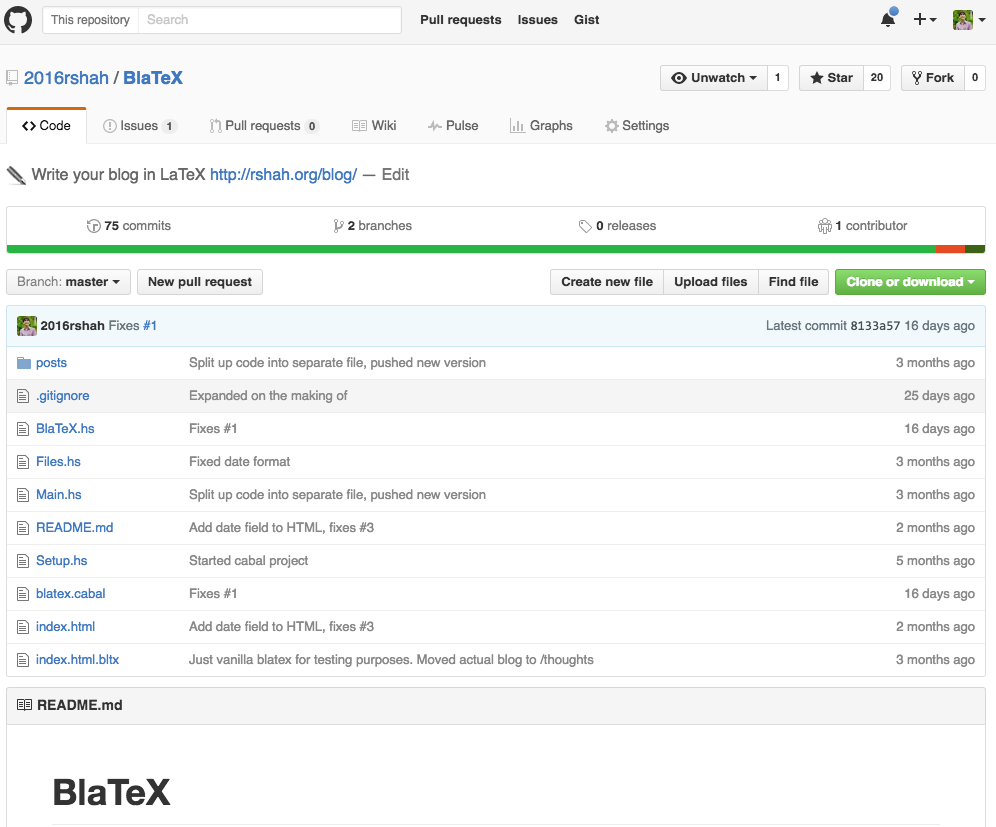 This repository Search Pull requests Issues Gist
2016rshah / BlaTeX Unwatch 1 Star 20 Fork 0
Code Issues 1 Pull requests 0 Wiki Pulse Graphs Settings
Write your blog in LaTeX http://rshah.org/blog/ — Edit
75 commits 2 branches 0 releases 1 contributor
Branch: master New pull request Create new file Upload files Find file Clone or download
2016rshah Fixes #1 Latest commit 8133a57 16 days ago
posts Split up code into separate file, pushed new version 3 months ago
.gitignore Expanded on the making of 25 days ago
BlaTeX.hs Fixes #1 16 days ago
Files.hs Fixed date format 3 months ago
Main.hs Split up code into separate file, pushed new version 3 months ago
README.md Add date field to HTML, fixes #3 2 months ago
Setup.hs Started cabal project 5 months ago
blatex.cabal Fixes #1 16 days ago
index.html Add date field to HTML, fixes #3 2 months ago
index.html.bltx Just vanilla blatex for testing purposes. Moved actual blog to /thoughts 3 months ago
README.md
BlaTeX